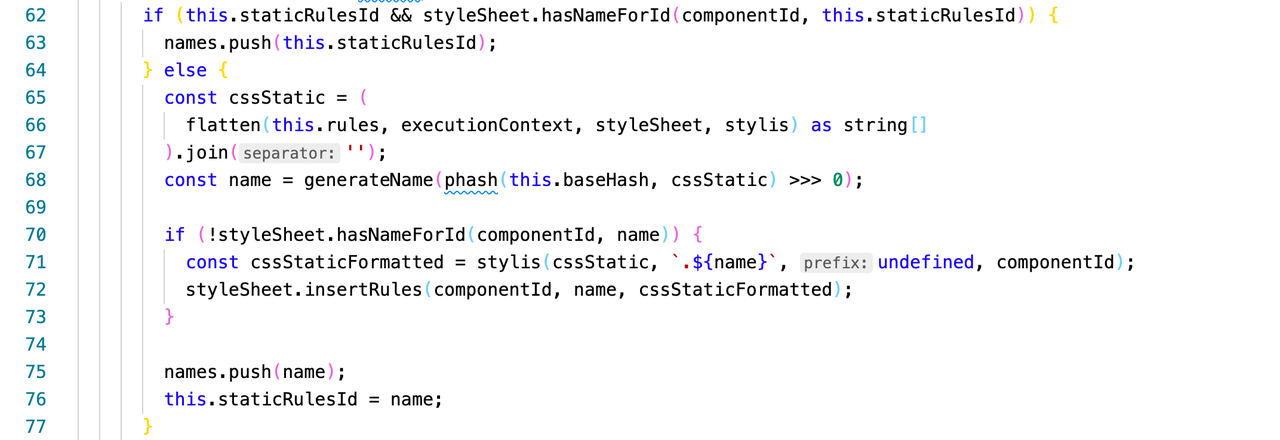 62 if (this.staticRulesId && styleSheet.hasNameForId(componentId, this.staticRulesId)) {
63 names.push(this.staticRulesId);
64 } else {
65 const cssStatic = (
66 flatten(this.rules, executionContext, styleSheet, stylis) as string[]
67 ).join(separator: '');
68 const name = generateName(phash(this.baseHash, cssStatic) >>> 0);
69
70 if (!styleSheet.hasNameForId(componentId, name)) {
71 const cssStaticFormatted = stylis(cssStatic, `.${name}`, prefix: undefined, componentId);
72 styleSheet.insertRules(componentId, name, cssStaticFormatted);
73 }
74
75 names.push(name);
76 this.staticRulesId = name;
77 }